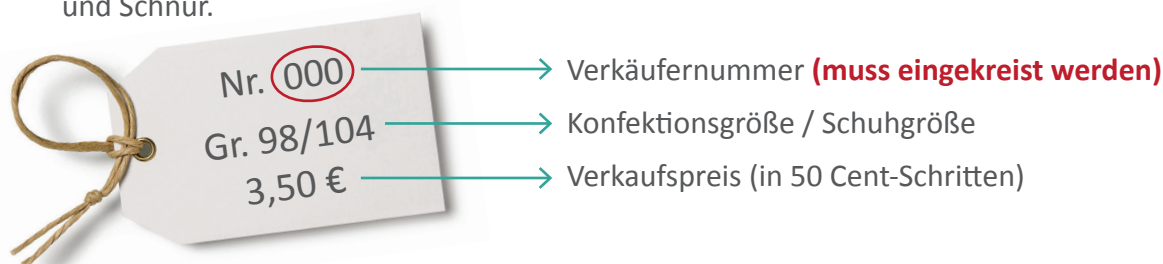 und Schnur.
Nr. 000
Verkäufernummer (muss eingekreist werden)
Gr. 98/104
Konfektionsgröße / Schuhgröße
3,50 €
Verkaufspreis (in 50 Cent-Schritten)